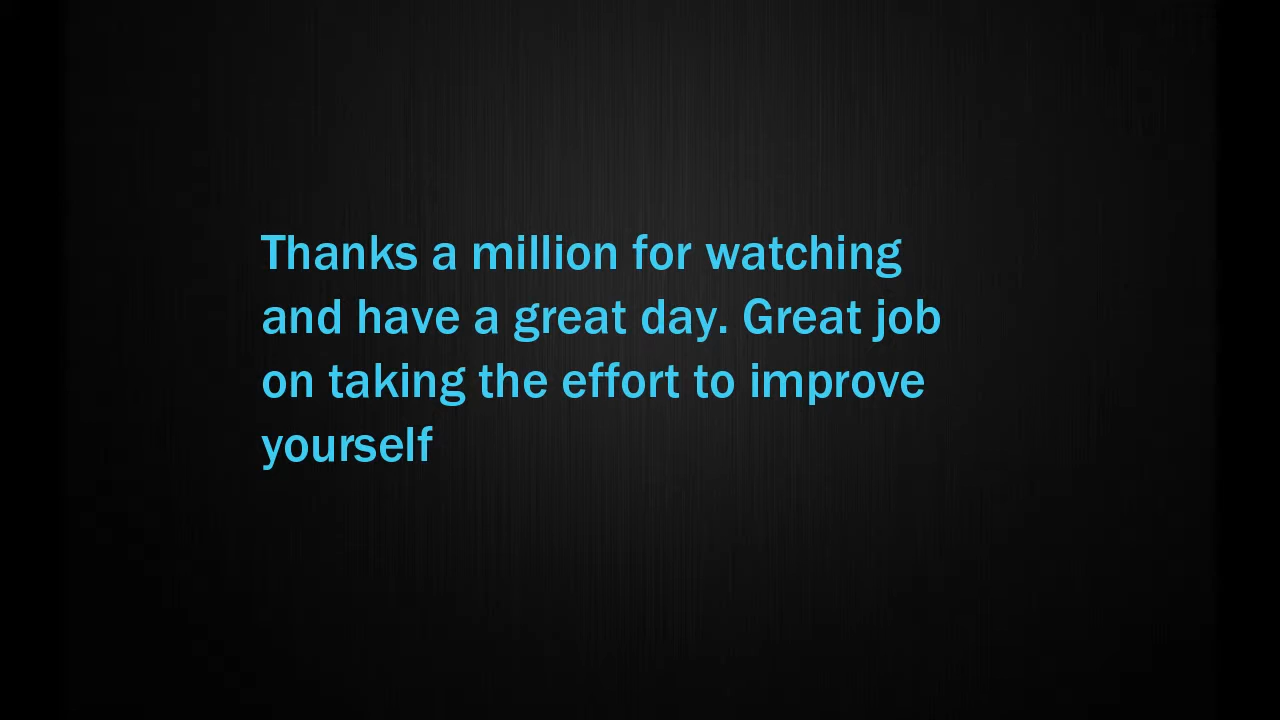 Thanks a million for watching
and have a great day. Great job
on taking the effort to improve
yourself